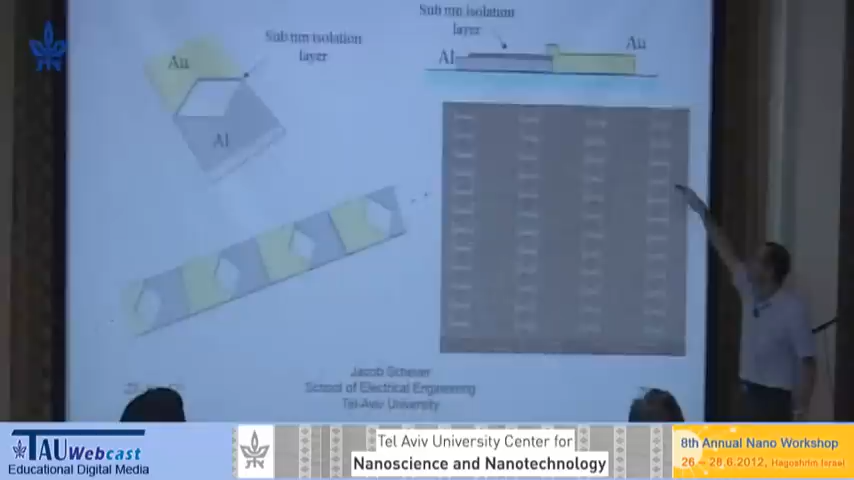 Sub nm isolation
layer
Au
Al
Sub nm isolation
layer
Al
Au
Jacob Scheuer
School of Electrical Engineering
Tel-Aviv University
TAU Webcast
Educational Digital Media
Tel Aviv University Center for
Nanoscience and Nanotechnology
8th Annual Nano Workshop
26 – 28.6.2012, Hagoshrim Israel